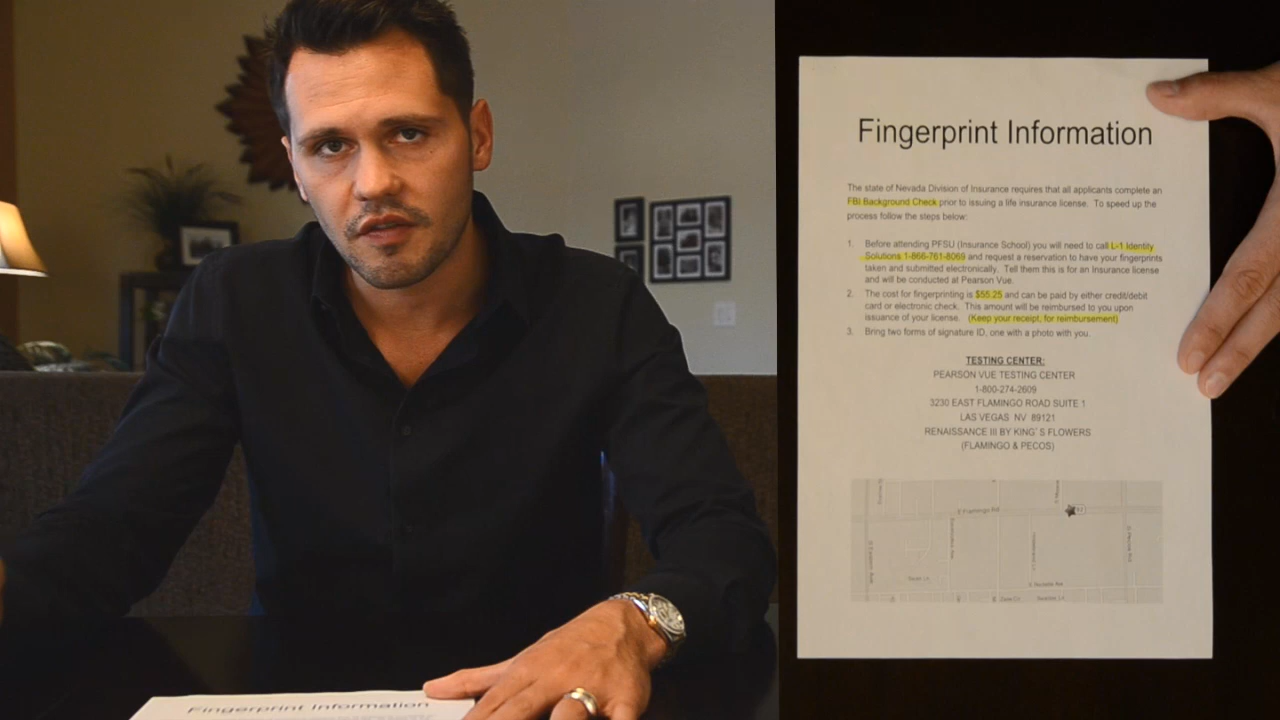 Fingerprint Information
The state of Nevada Division of Insurance requires that all applicants complete an
FBI Background Check prior to issuing a life insurance license. To speed up the
process follow the steps below:
1. Before attending PFSU (Insurance School) you will need to call L-1 Identity
Solutions 1-866-761-8069 and request a reservation to have your fingerprints
taken and submitted electronically. Tell them this is for an Insurance license
and will be conducted at Pearson Vue.
2. The cost for fingerprinting is $55.25 and can be paid by either credit/debit
card or electronic check. This amount will be reimbursed to you upon
issuance of your license. (Keep your receipt, for reimbursement)
3. Bring two forms of signature ID, one with a photo with you.
TESTING CENTER:
PEARSON VUE TESTING CENTER
1-800-274-2609
3230 EAST FLAMINGO ROAD SUITE 1
LAS VEGAS NV 89121
RENAISSANCE III BY KING'S FLOWERS
(FLAMINGO & PECOS)
E Flamingo Rd
Fingerprint Information